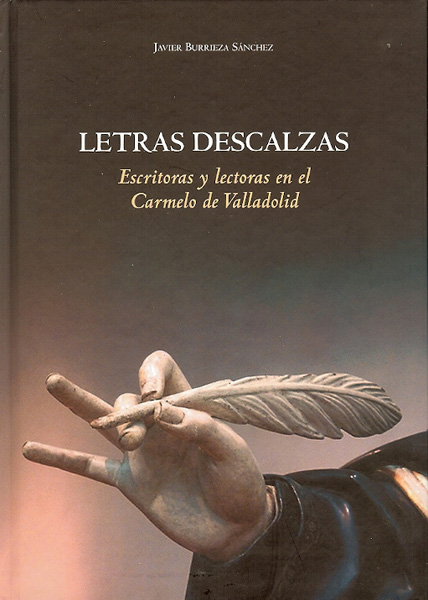 JAVIER BURRIEZA SÁNCHEZ
LETRAS DESCALZAS
Escritoras y lectoras en el
Carmelo de Valladolid